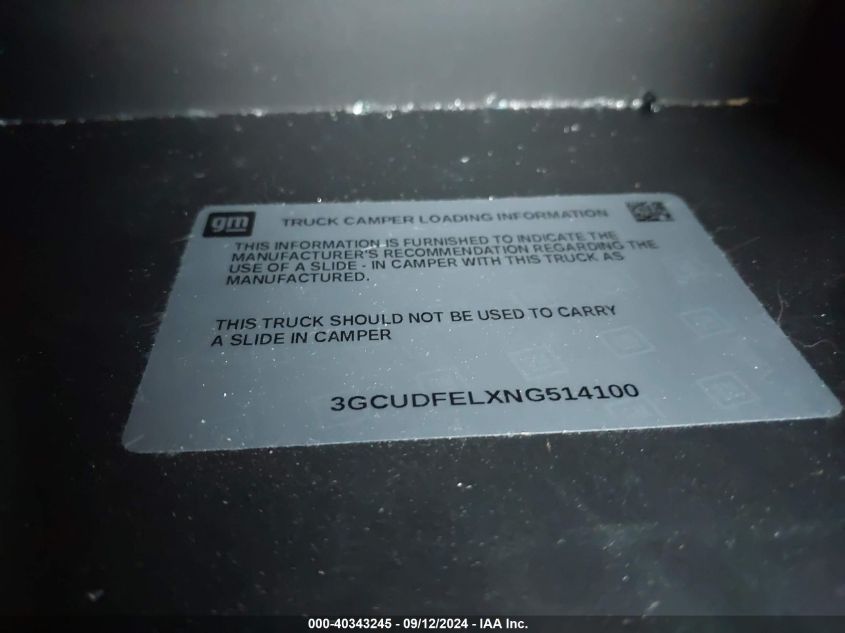 gm TRUCK CAMPER LOADING INFORMATION
THIS INFORMATION IS FURNISHED TO INDICATE THE
MANUFACTURER'S RECOMMENDATION REGARDING THE
USE OF A SLIDE - IN CAMPER WITH THIS TRUCK AS
MANUFACTURED.
THIS TRUCK SHOULD NOT BE USED TO CARRY
A SLIDE IN CAMPER
3GCUDFELXNG514100
000-40343245 - 09/12/2024 - IAA Inc.